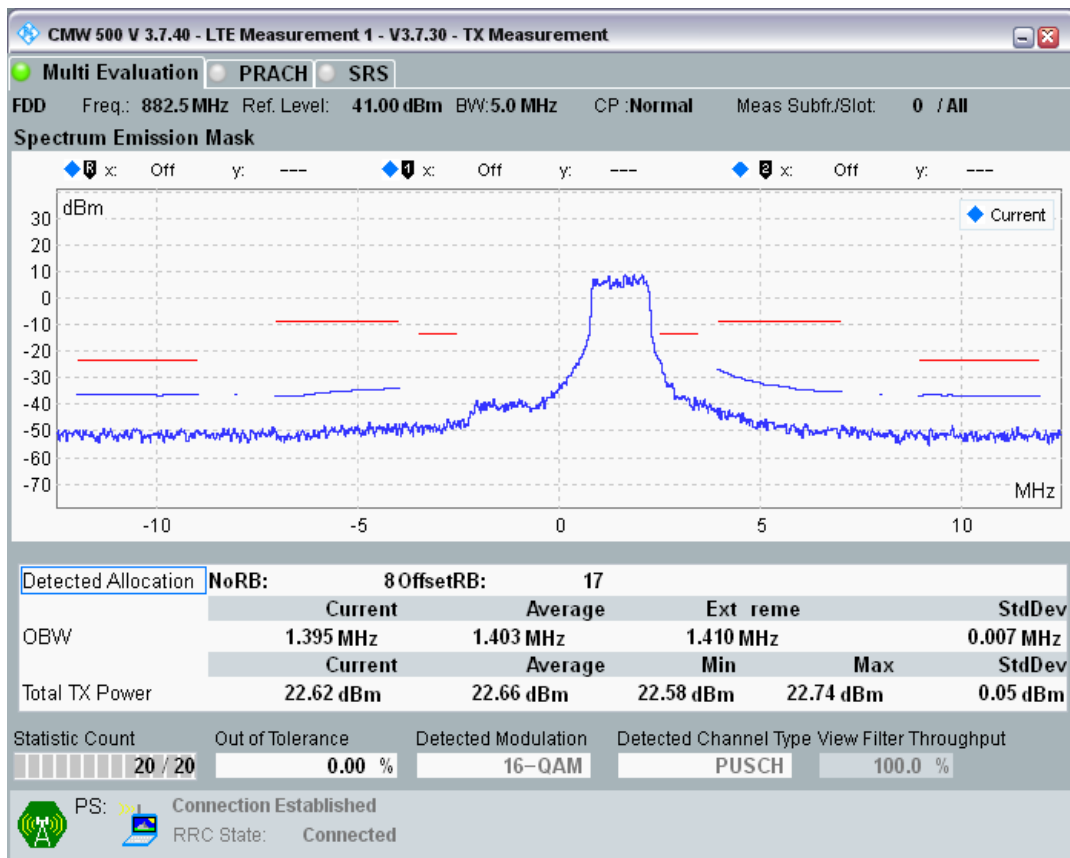 CMW 500 V 3.7.40 - LTE Measurement 1 - V3.7.30 - TX Measurement
Multi Evaluation PRACH SRS
FDD Freq.: 882.5 MHz Ref. Level: 41.00 dBm BW:5.0 MHz CP :Normal Meas Subfr./Slot: 0 / All
Spectrum Emission Mask
R x: Off y: --- 1 x: Off y: --- 2 x: Off y: ---
dBm
Current
30
20
10
0
-10
-20
-30
-40
-50
-60
-70
MHz
-10 -5 0 5 10
Detected Allocation NoRB: 8 OffsetRB: 17
Current Average Ext reme StdDev
OBW 1.395 MHz 1.403 MHz 1.410 MHz 0.007 MHz
Current Average Min Max StdDev
Total TX Power 22.62 dBm 22.66 dBm 22.58 dBm 22.74 dBm 0.05 dBm
Statistic Count Out of Tolerance Detected Modulation Detected Channel Type View Filter Throughput
20 / 20 0.00 % 16-QAM PUSCH 100.0 %
PS: Connection Established
RRC State: Connected